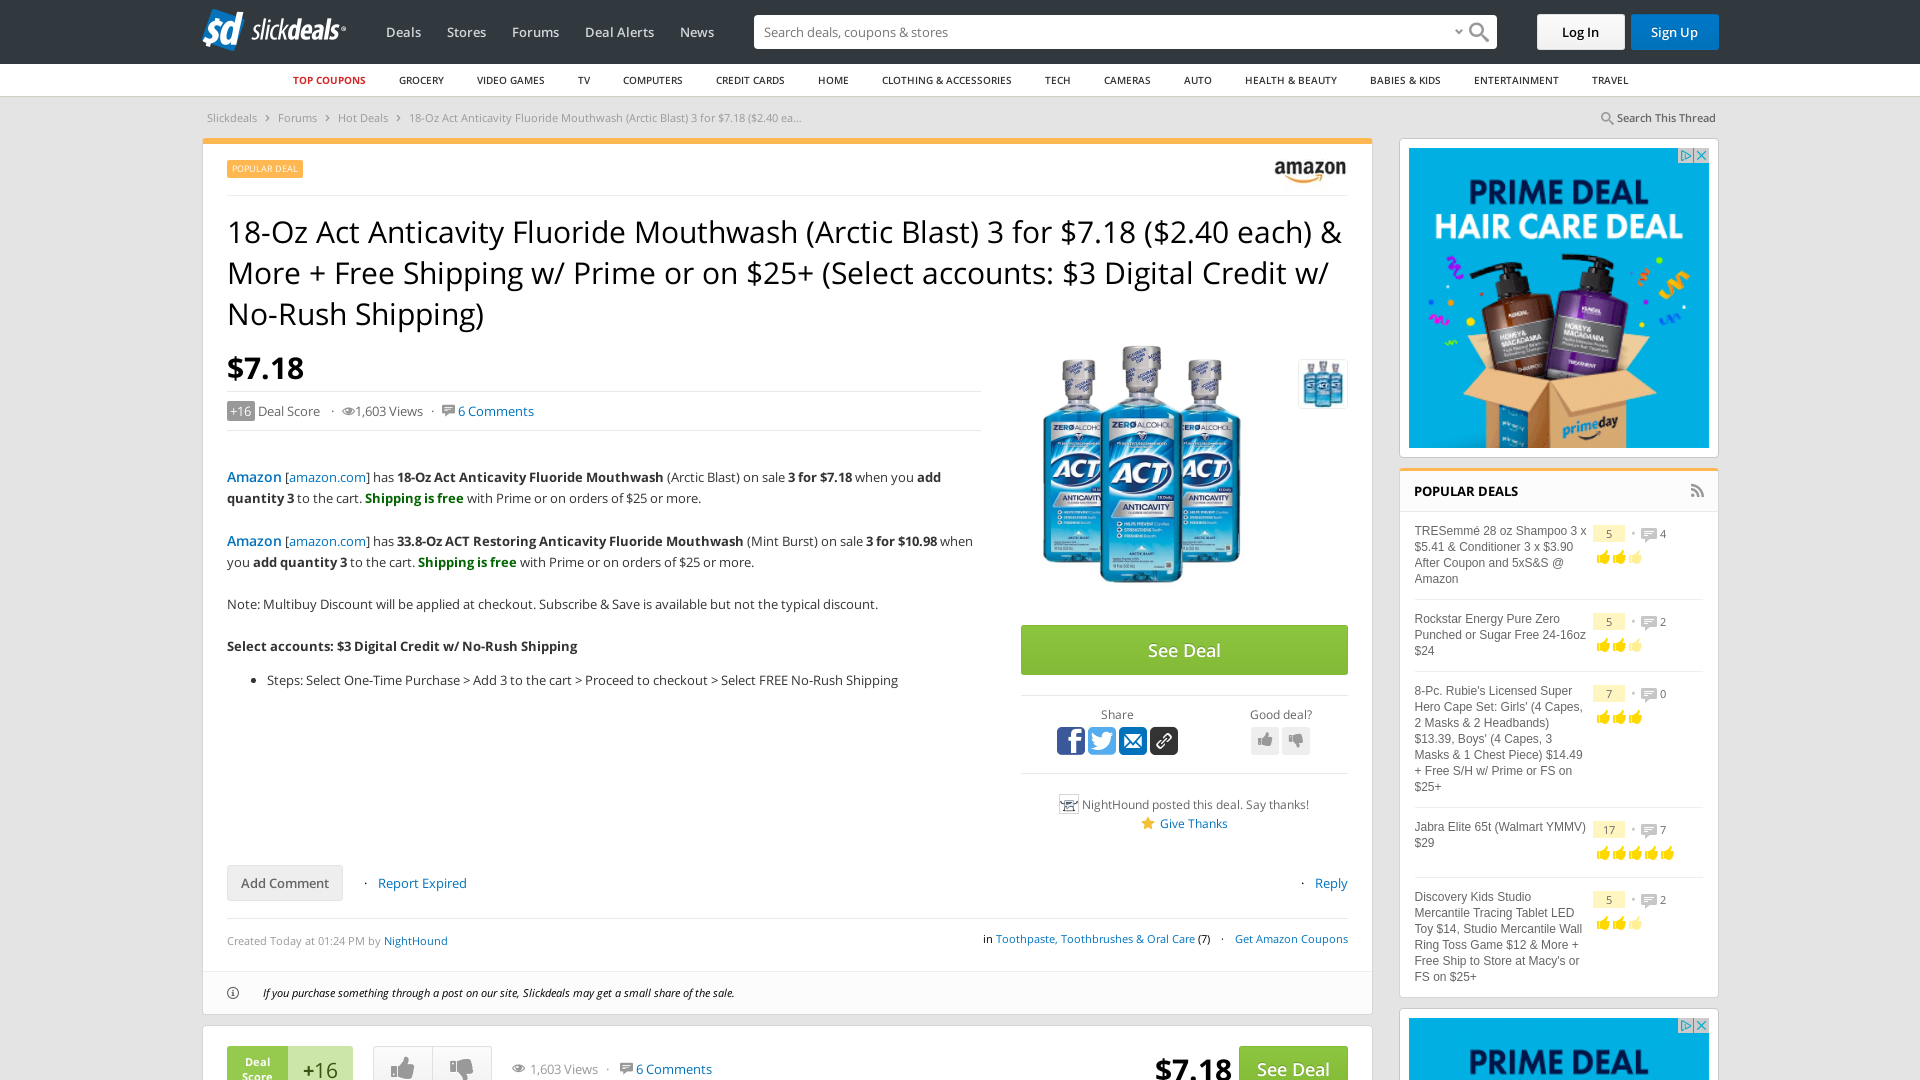 slickdeals
Deals
Stores
Forums
Deal Alerts
News
Search deals, coupons & stores
Log In
Sign Up
TOP COUPONS
GROCERY
VIDEO GAMES
TV
COMPUTERS
CREDIT CARDS
HOME
CLOTHING & ACCESSORIES
TECH
CAMERAS
AUTO
HEALTH & BEAUTY
BABIES & KIDS
ENTERTAINMENT
TRAVEL
Slickdeals > Forums > Hot Deals > 18-Oz Act Anticavity Fluoride Mouthwash (Arctic Blast) 3 for $7.18 ($2.40 ea...
Search This Thread
POPULAR DEAL
amazon
18-Oz Act Anticavity Fluoride Mouthwash (Arctic Blast) 3 for $7.18 ($2.40 each) &
More + Free Shipping w/ Prime or on $25+ (Select accounts: $3 Digital Credit w/
No-Rush Shipping)
$7.18
+16 Deal Score · 1,603 Views · 6 Comments
Amazon [amazon.com] has 18-Oz Act Anticavity Fluoride Mouthwash (Arctic Blast) on sale 3 for $7.18 when you add
quantity 3 to the cart. Shipping is free with Prime or on orders of $25 or more.
Amazon [amazon.com] has 33.8-Oz ACT Restoring Anticavity Fluoride Mouthwash (Mint Burst) on sale 3 for $10.98 when
you add quantity 3 to the cart. Shipping is free with Prime or on orders of $25 or more.
Note: Multibuy Discount will be applied at checkout. Subscribe & Save is available but not the typical discount.
Select accounts: $3 Digital Credit w/ No-Rush Shipping
• Steps: Select One-Time Purchase > Add 3 to the cart > Proceed to checkout > Select FREE No-Rush Shipping
ZERO ALCOHOL
ACT
ANTICAVITY
ARCTIC BLAST
See Deal
Share
Good deal?
NightHound posted this deal. Say thanks!
Give Thanks
Add Comment
· Report Expired
· Reply
Created Today at 01:24 PM by NightHound
in Toothpaste, Toothbrushes & Oral Care (7) · Get Amazon Coupons
If you purchase something through a post on our site, Slickdeals may get a small share of the sale.
Deal
Score
+16
1,603 Views · 6 Comments
$7.18
See Deal
PRIME DEAL
HAIR CARE DEAL
HONEY &
MACADAMIA
SHAMPOO
HONEY &
MACADAMIA
TREATMENT
primeday
POPULAR DEALS
TRESemmé 28 oz Shampoo 3 x
$5.41 & Conditioner 3 x $3.90
After Coupon and 5xS&S @
Amazon
5 • 4
Rockstar Energy Pure Zero
Punched or Sugar Free 24-16oz
$24
5 • 2
8-Pc. Rubie's Licensed Super
Hero Cape Set: Girls' (4 Capes,
2 Masks & 2 Headbands)
$13.39, Boys' (4 Capes, 3
Masks & 1 Chest Piece) $14.49
+ Free S/H w/ Prime or FS on
$25+
7 • 0
Jabra Elite 65t (Walmart YMMV)
$29
17 • 7
Discovery Kids Studio
Mercantile Tracing Tablet LED
Toy $14, Studio Mercantile Wall
Ring Toss Game $12 & More +
Free Ship to Store at Macy's or
FS on $25+
5 • 2
PRIME DEAL